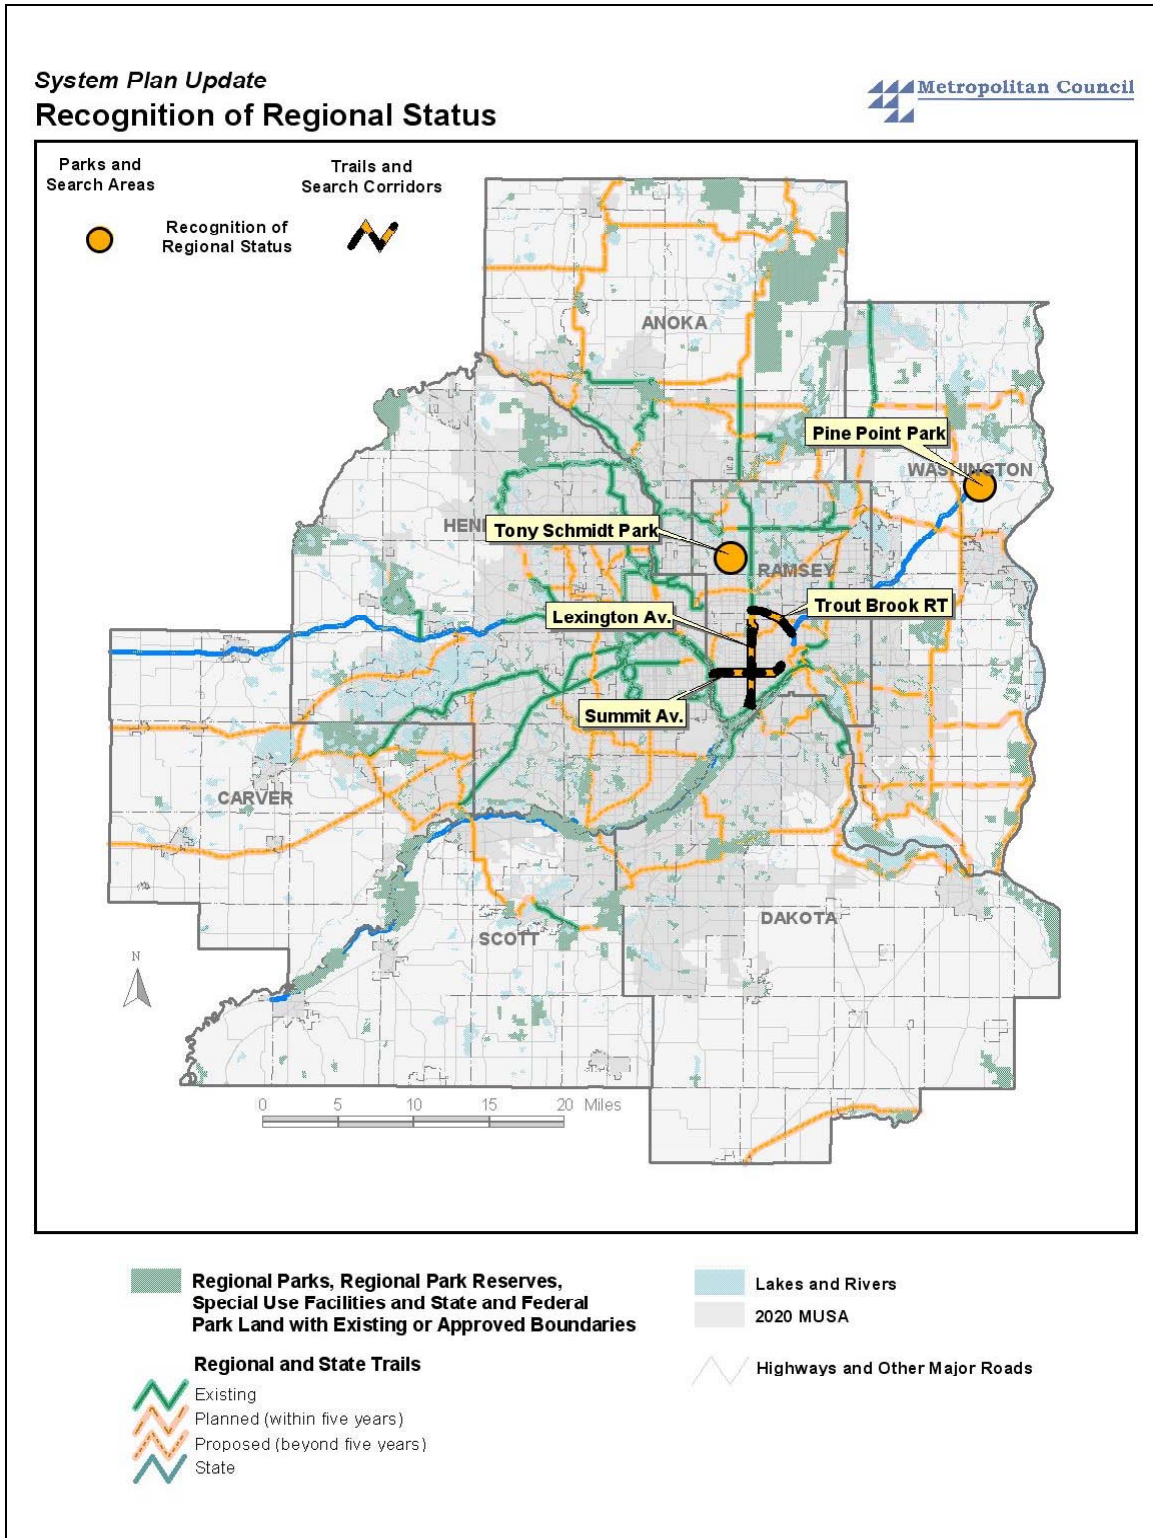 System Plan Update
Recognition of Regional Status
Metropolitan Council
Parks and
Search Areas
Trails and
Search Corridors
Recognition of
Regional Status
ANOKA
Pine Point Park
WASHINGTON
Tony Schmidt Park
RAMSEY
Lexington Av.
Trout Brook RT
Summit Av.
CARVER
SCOTT
DAKOTA
N
0 5 10 15 20 Miles
Regional Parks, Regional Park Reserves,
Special Use Facilities and State and Federal
Park Land with Existing or Approved Boundaries
Lakes and Rivers
2020 MUSA
Regional and State Trails
Existing
Planned (within five years)
Proposed (beyond five years)
State
Highways and Other Major Roads